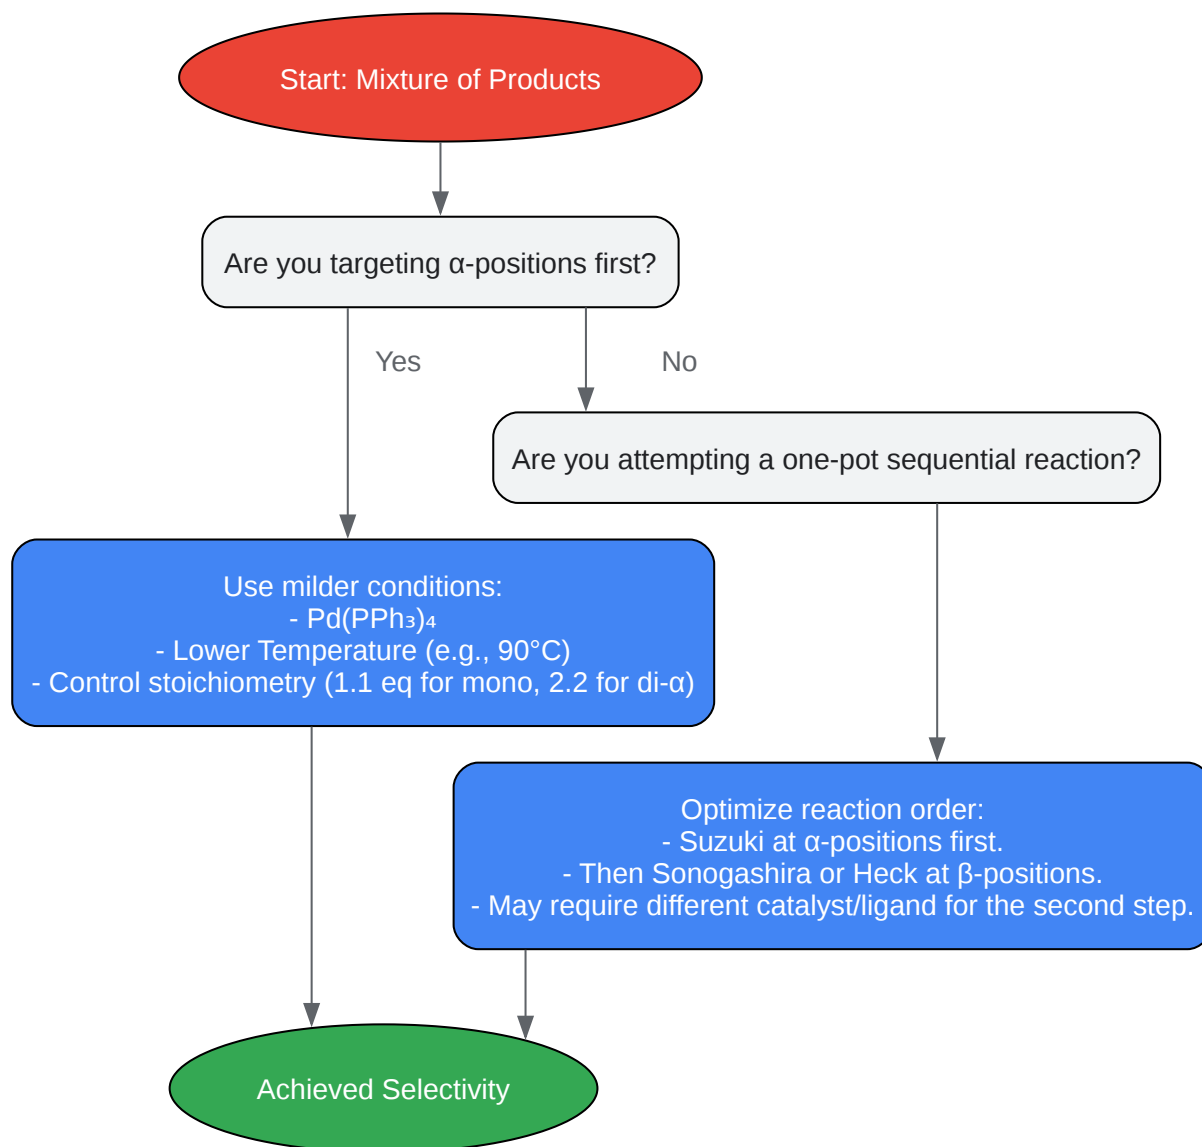 Start: Mixture of Products
Are you targeting α-positions first?
Yes
No
Are you attempting a one-pot sequential reaction?
Use milder conditions:
- Pd(PPh₃)₄
- Lower Temperature (e.g., 90°C)
- Control stoichiometry (1.1 eq for mono, 2.2 for di-α)
Optimize reaction order:
- Suzuki at α-positions first.
- Then Sonogashira or Heck at β-positions.
- May require different catalyst/ligand for the second step.
Achieved Selectivity